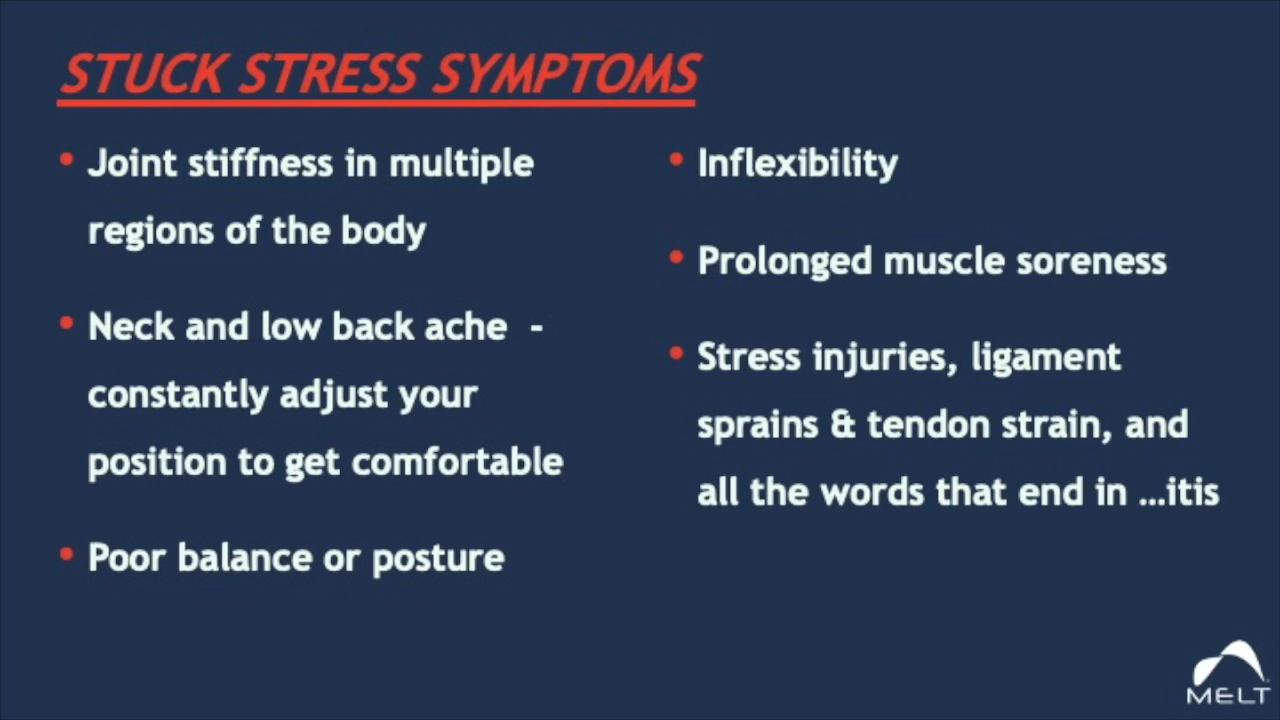 STUCK STRESS SYMPTOMS
• Joint stiffness in multiple
regions of the body
• Neck and low back ache -
constantly adjust your
position to get comfortable
• Poor balance or posture
• Inflexibility
• Prolonged muscle soreness
• Stress injuries, ligament
sprains & tendon strain, and
all the words that end in ...itis
MELT